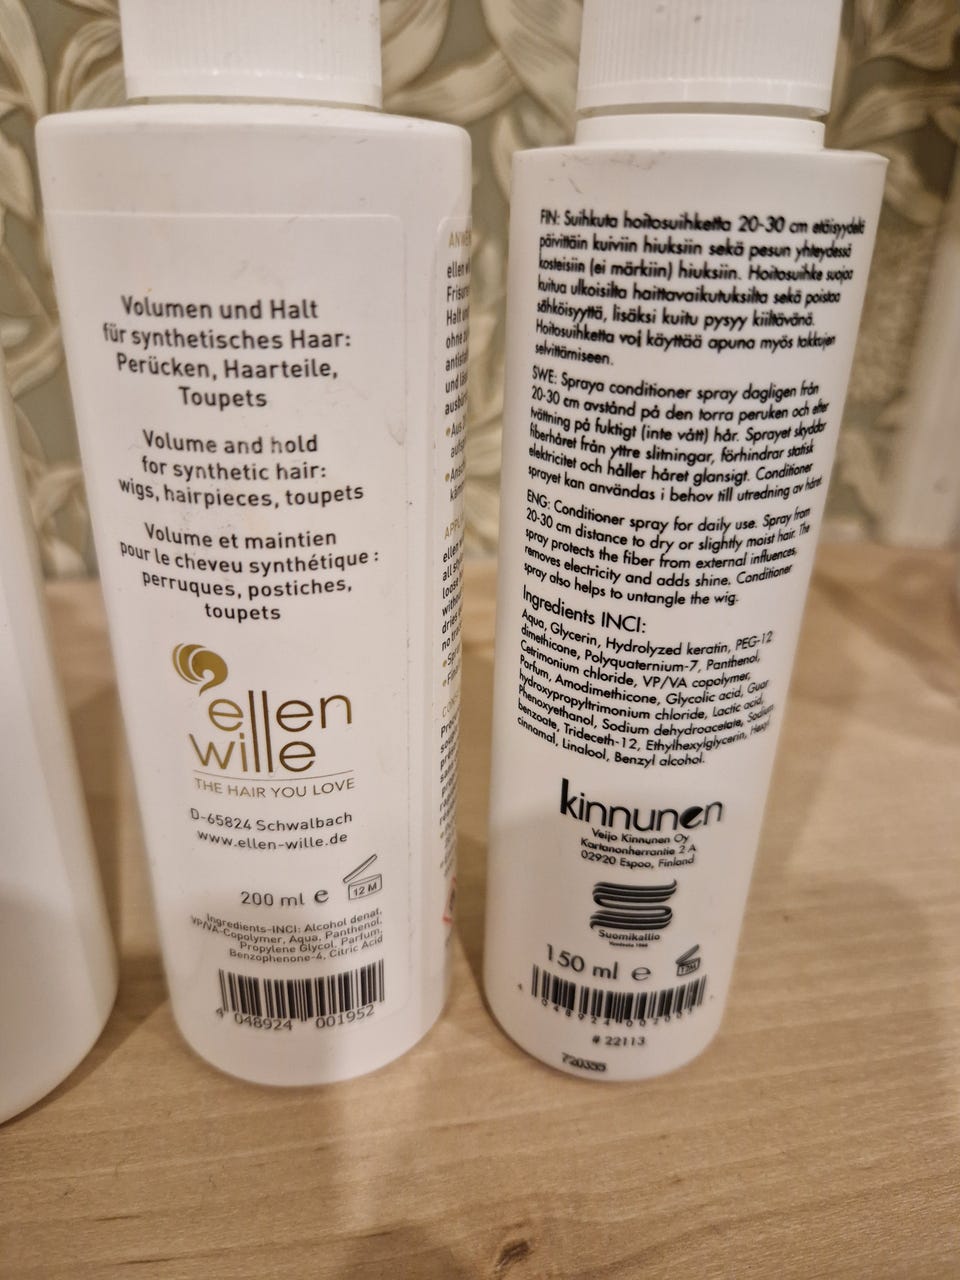 Volumen und Halt
für synthetisches Haar:
Perücken, Haarteile,
Toupets
Volume and hold
for synthetic hair:
wigs, hairpieces, toupets
Volume et maintien
pour le cheveu synthétique :
perruques, postiches,
toupets
ellen
wille
THE HAIR YOU LOVE
D-65824 Schwalbach
www.ellen-wille.de
200 ml e
12 M
Ingredients-INCI: Alcohol denat,
VP/VA-Copolymer, Aqua, Panthenol,
Propylene Glycol, Parfum,
Benzophenone-4, Citric Acid
4 048924 001952
ellen
Halt
und
FIN: Suihkuta hoitosuihketta 20-30 cm etäisyydeltä
päivittäin kuiviin hiuksiin sekä pesun yhteydessä
kosteisiin (ei märkiin) hiuksiin. Hoitosuihke suojaa
kuitua ulkoisilta haittavaikutuksilta sekä poistaa
sähköisyyttä, lisäksi kuitu pysyy kiiltävänä.
Hoitosuihketta voi käyttää apuna myös takkujen
selvittämiseen.
SWE: Spraya conditioner spray dagligen från
20-30 cm avstånd på den torra peruken och efter
tvättning på fuktigt (inte vått) hår. Sprayet skyddar
fiberhåret från yttre slitningar, förhindrar statisk
elektricitet och håller håret glansigt. Conditioner
sprayet kan användas i behov till utredning av håret.
ENG: Conditioner spray for daily use. Spray from
20-30 cm distance to dry or slightly moist hair. The
spray protects the fiber from external influences,
removes electricity and adds shine. Conditioner
spray also helps to untangle the wig.
Ingredients INCI:
Aqua, Glycerin, Hydrolyzed keratin, PEG-12
dimethicone, Polyquaternium-7, Panthenol,
Cetrimonium chloride, VP/VA copolymer,
Parfum, Amodimethicone, Glycolic acid, Guar
hydroxypropyltrimonium chloride, Lactic acid,
Phenoxyethanol, Sodium dehydroacetate, Sodium
benzoate, Trideceth-12, Ethylhexylglycerin, Hexyl
cinnamal, Linalool, Benzyl alcohol.
kinnunen
Veijo Kinnunen Oy
Kartanonherrantie 2 A
02920 Espoo, Finland
Suomikallio
150 ml e
12M
# 22113
720355